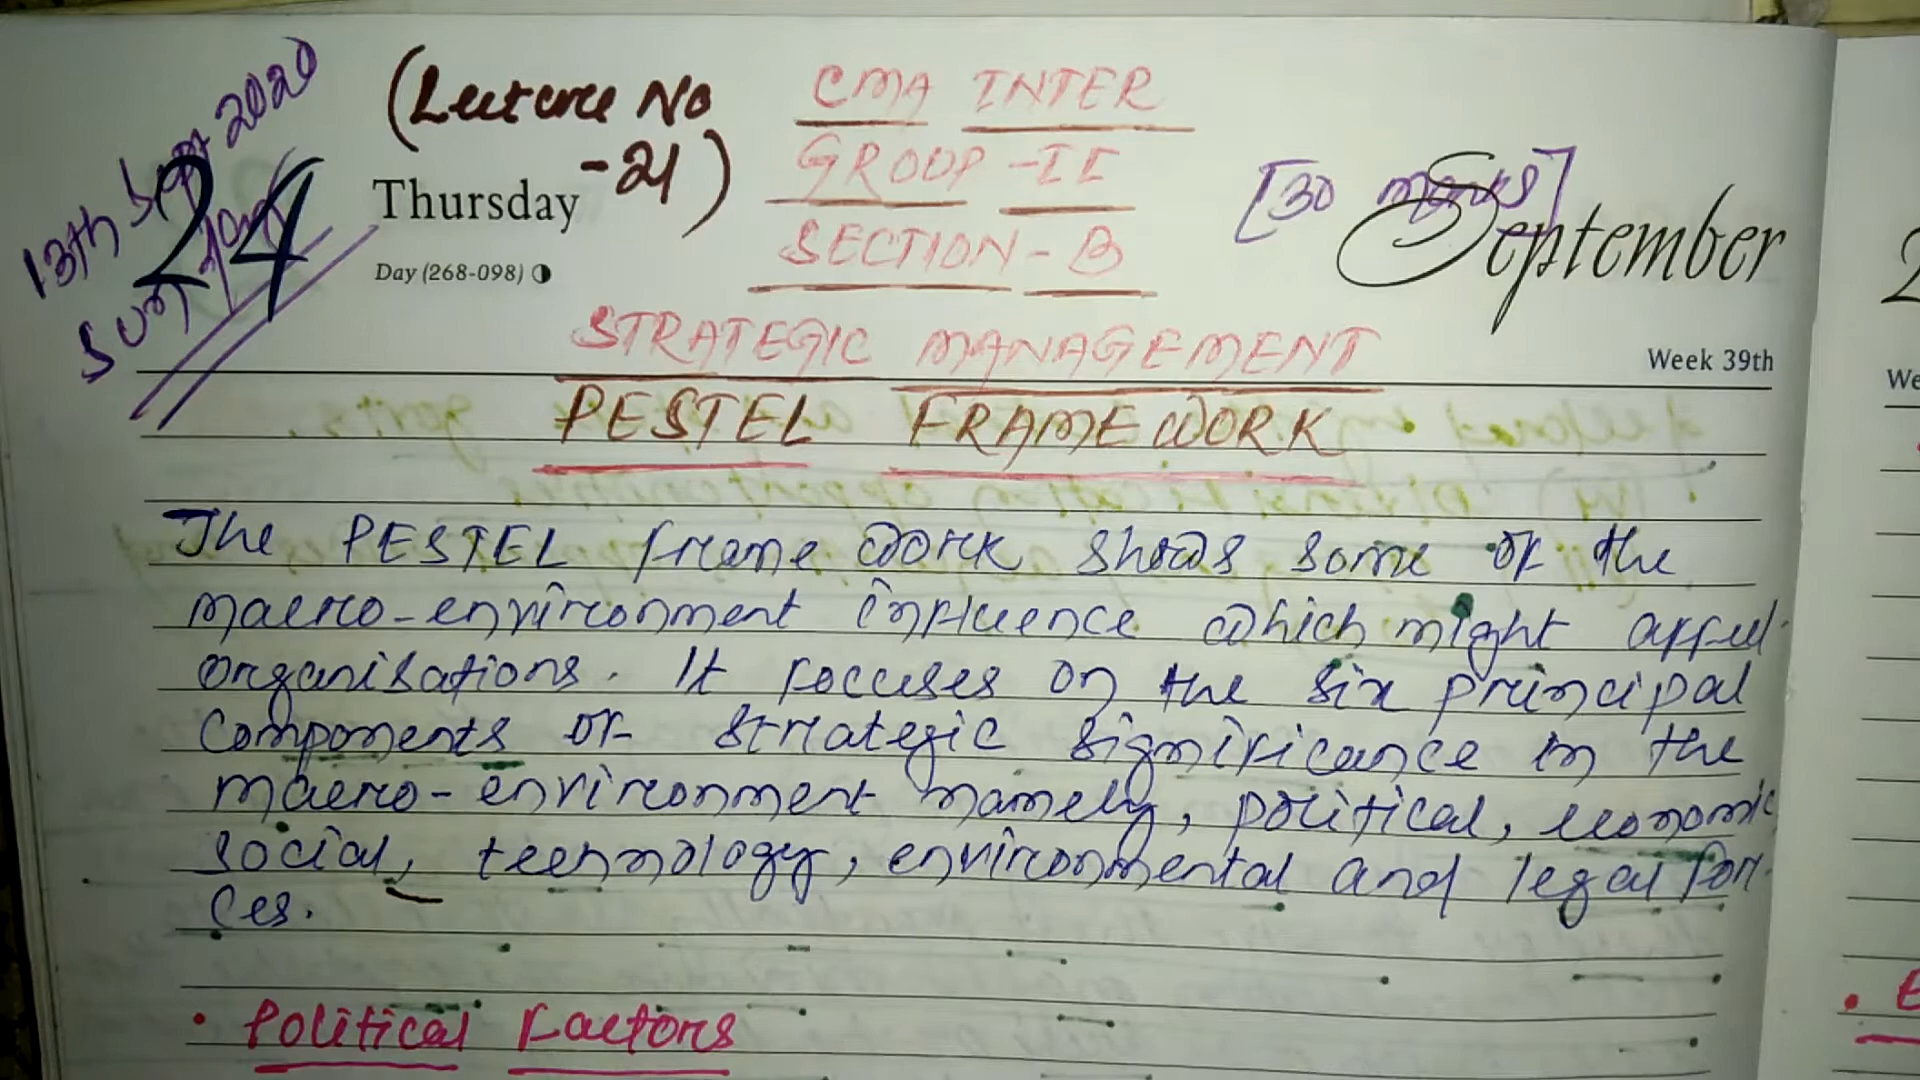 13th Sept 2020
24
(Lecture No
-21)
Thursday
Day (268-098)
CMA INTER
GROUP -II
SECTION - B
[30 marks]
September
Week 39th
STRATEGIC MANAGEMENT
PESTEL FRAMEWORK
The PESTEL frame work shows some of the
macro-environment influence which might affect
organisations. It focuses on the six principal
components of strategic significance in the
macro-environment namely, political, economic
social, technology, environmental and legal for-
ces.
• Political Factors
2
We
• E